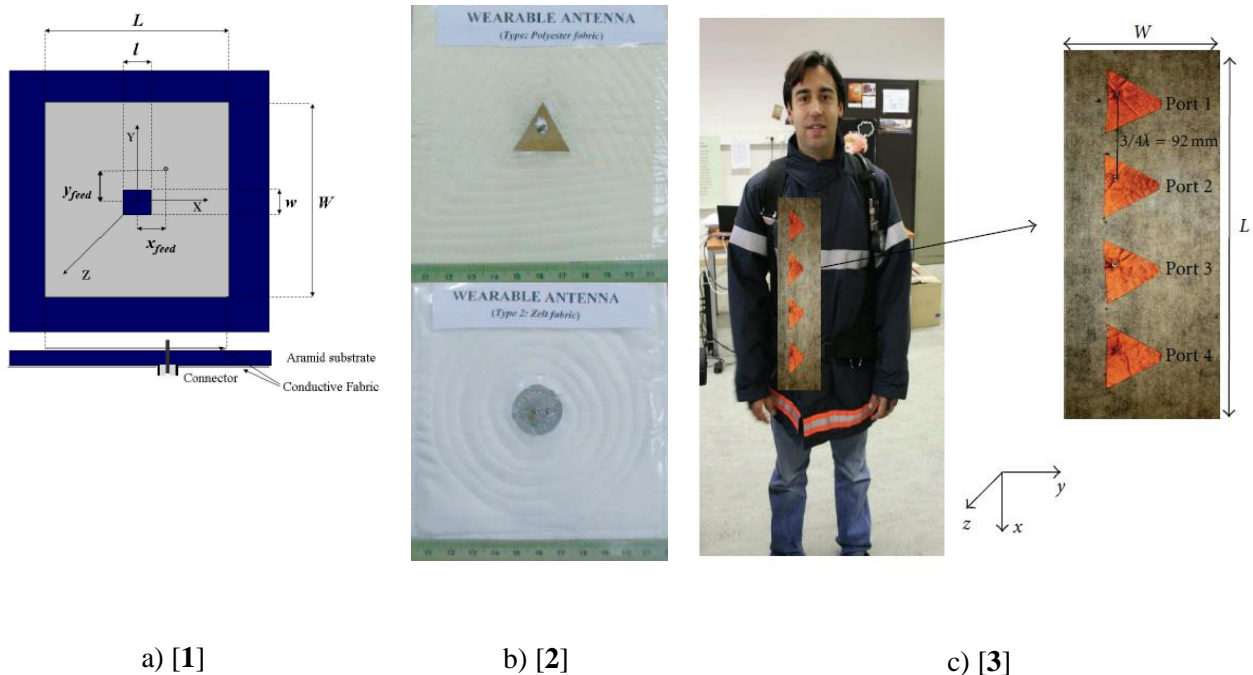 L
l
Y
y_feed
w
W
X
x_feed
Z
Aramid substrate
Connector
Conductive Fabric
WEARABLE ANTENNA
(Type: Polyester fabric)
WEARABLE ANTENNA
(Type 2: Zelt fabric)
W
Port 1
3/4λ = 92 mm
Port 2
L
Port 3
Port 4
y
z
x
a) [1]
b) [2]
c) [3]